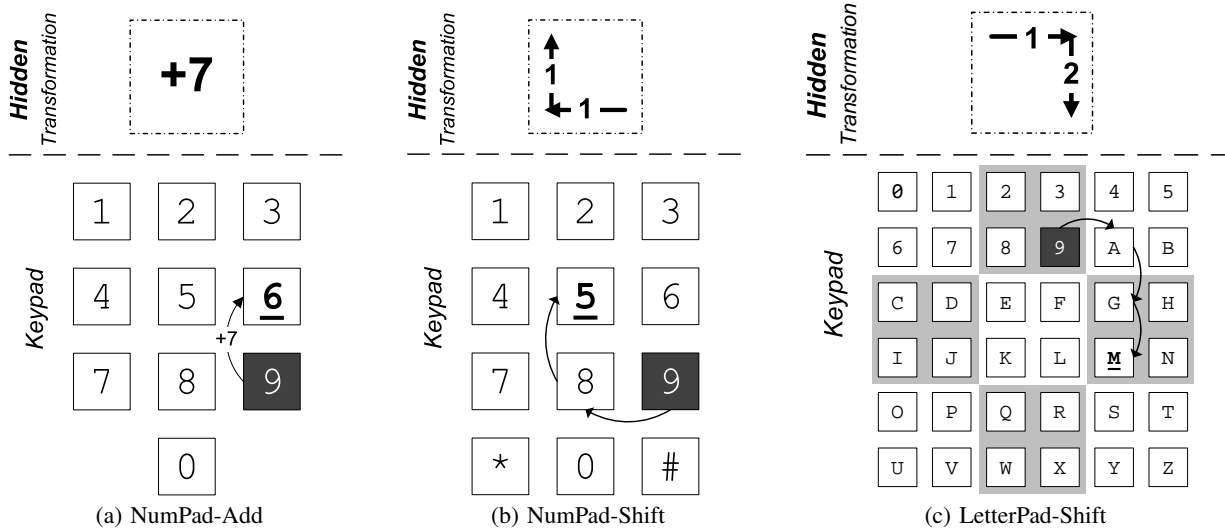 Hidden
Transformation
+7
Keypad
1 2 3
4 5 6
+7
7 8 9
0
(a) NumPad-Add
Hidden
Transformation
1
1
Keypad
1 2 3
4 5 6
7 8 9
* 0 #
(b) NumPad-Shift
Hidden
Transformation
1
2
Keypad
0 1 2 3 4 5
6 7 8 9 A B
C D E F G H
I J K L M N
O P Q R S T
U V W X Y Z
(c) LetterPad-Shift